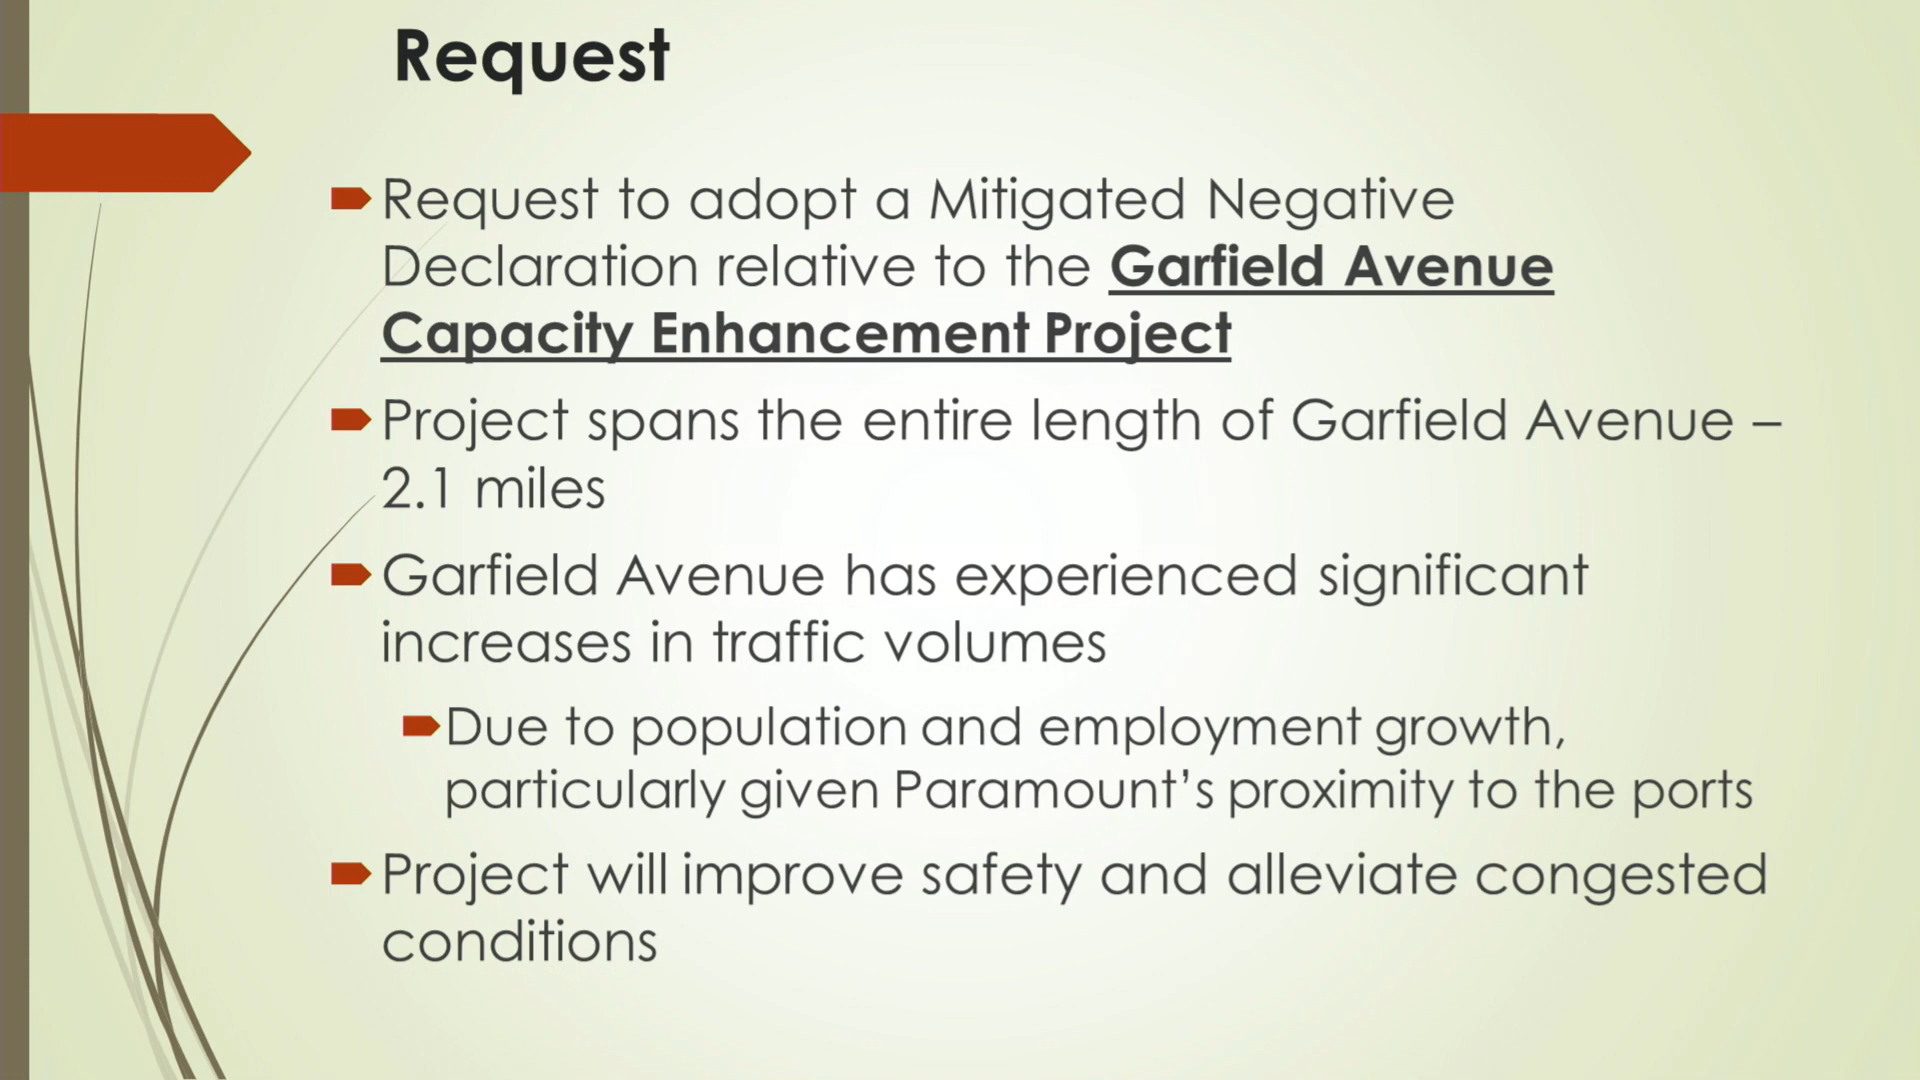 Request
Request to adopt a Mitigated Negative
Declaration relative to the Garfield Avenue
Capacity Enhancement Project
Project spans the entire length of Garfield Avenue –
2.1 miles
Garfield Avenue has experienced significant
increases in traffic volumes
Due to population and employment growth,
particularly given Paramount’s proximity to the ports
Project will improve safety and alleviate congested
conditions